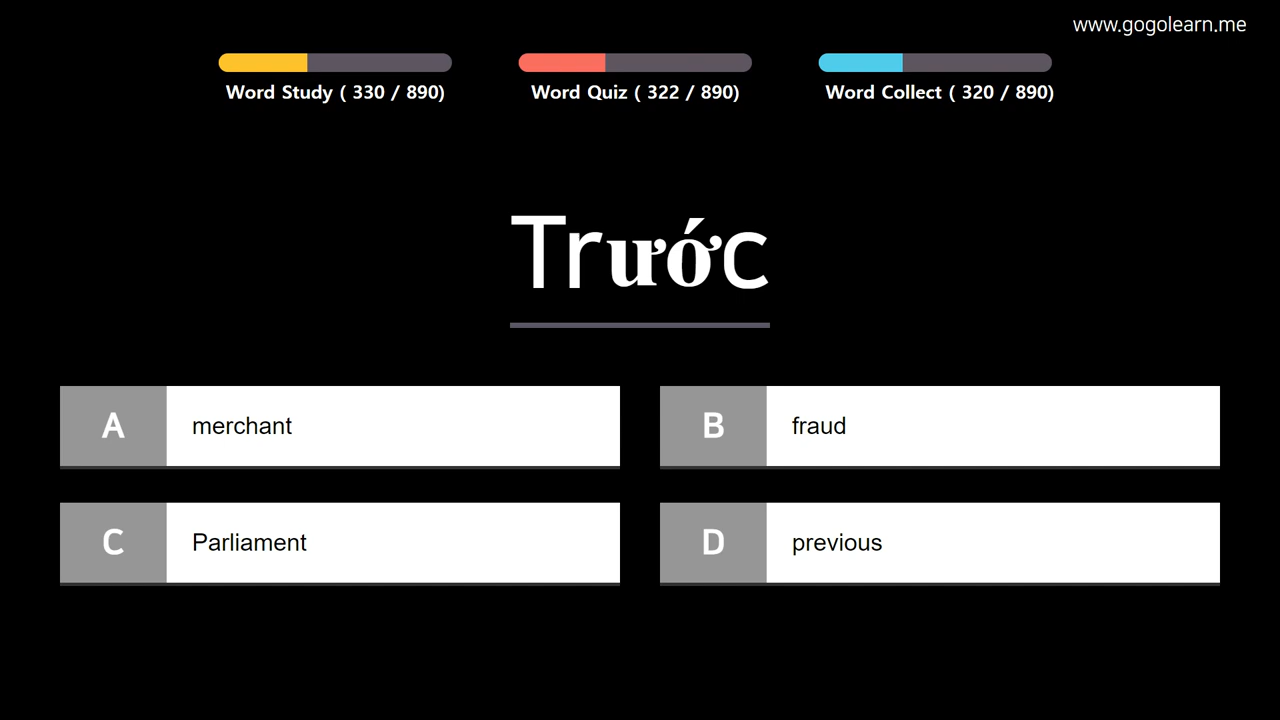 www.gogolearn.me
Word Study ( 330 / 890)
Word Quiz ( 322 / 890)
Word Collect ( 320 / 890)
Trước
A merchant
B fraud
C Parliament
D previous